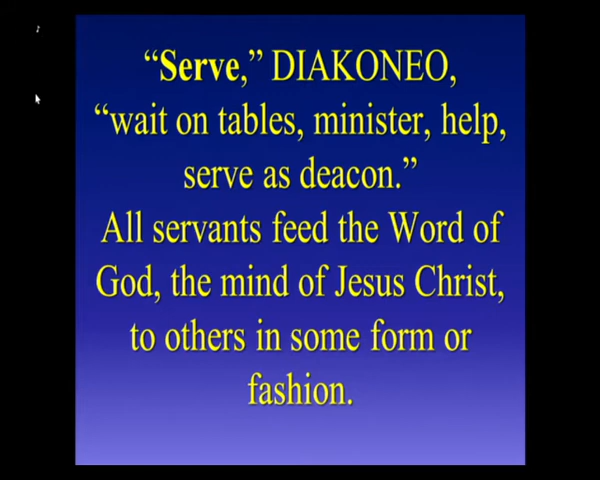 “Serve,” DIAKONEO,
“wait on tables, minister, help,
serve as deacon.”
All servants feed the Word of
God, the mind of Jesus Christ,
to others in some form or
fashion.